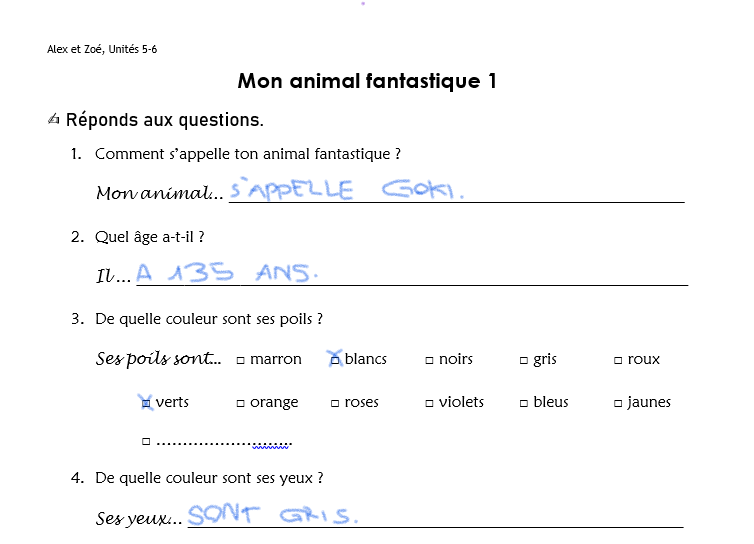 Alex et Zoé, Unités 5-6
Mon animal fantastique 1
✍ Réponds aux questions.
1. Comment s'appelle ton animal fantastique ?
Mon animal... S'APPELLE GOKI.
2. Quel âge a-t-il ?
Il... A 135 ANS.
3. De quelle couleur sont ses poils ?
Ses poils sont... □ marron ☒ blancs □ noirs □ gris □ roux
☒ verts □ orange □ roses □ violets □ bleus □ jaunes
□ ..............................
4. De quelle couleur sont ses yeux ?
Ses yeux... SONT GRIS.